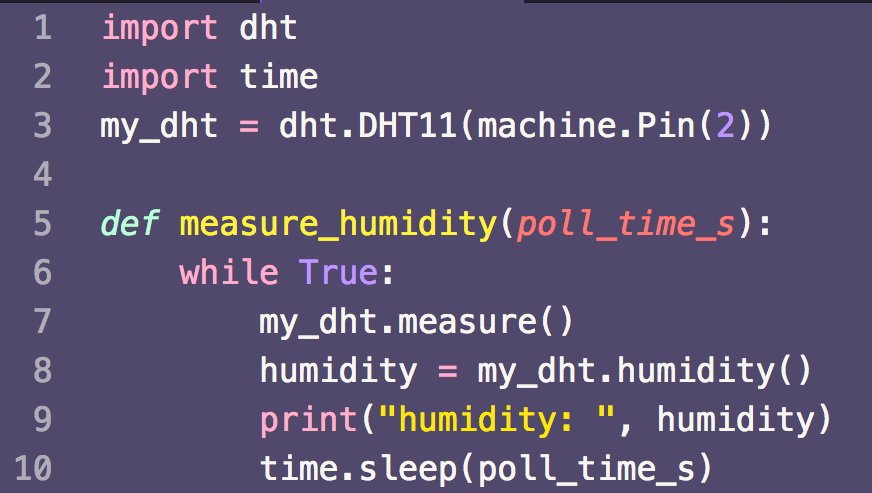 1 import dht
2 import time
3 my_dht = dht.DHT11(machine.Pin(2))
4
5 def measure_humidity(poll_time_s):
6     while True:
7         my_dht.measure()
8         humidity = my_dht.humidity()
9         print("humidity: ", humidity)
10         time.sleep(poll_time_s)